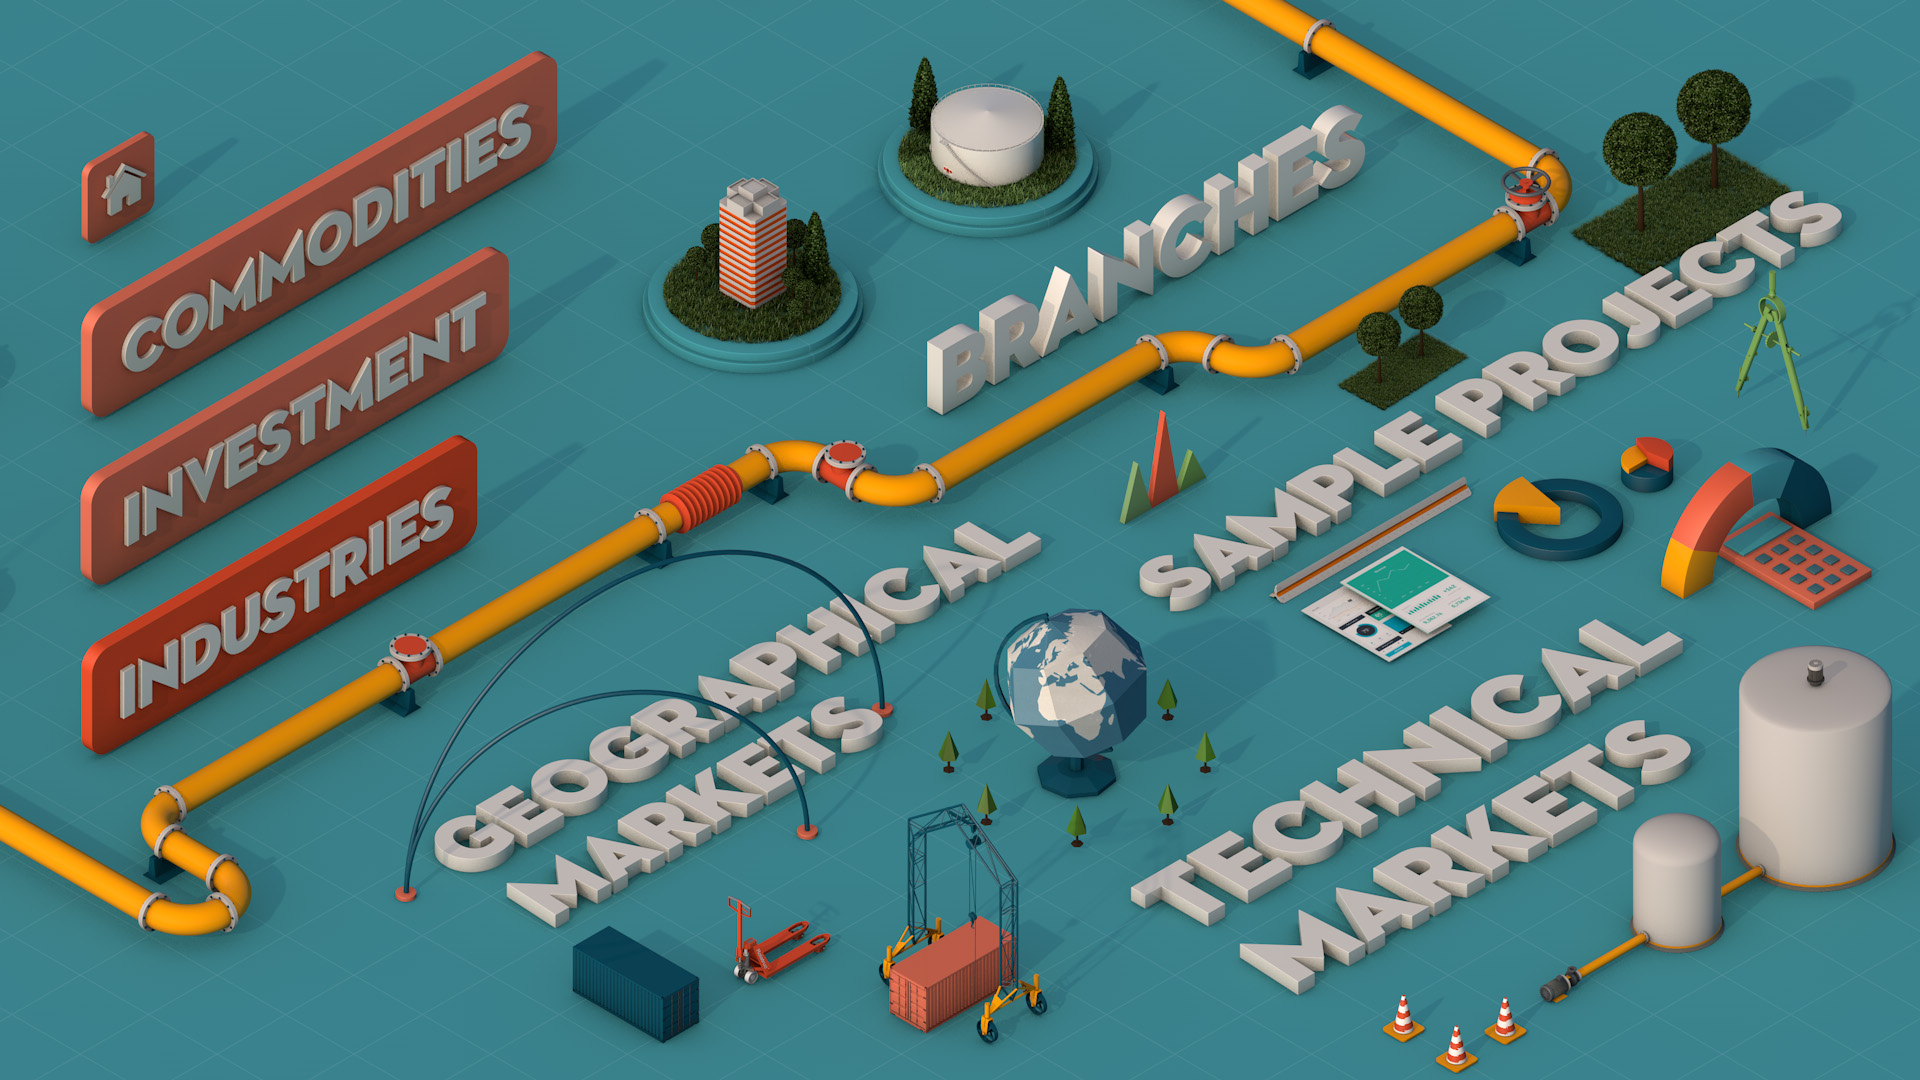 COMMODITIES
INVESTMENT
INDUSTRIES
BRANCHES
SAMPLE PROJECTS
GEOGRAPHICAL
MARKETS
TECHNICAL
MARKETS